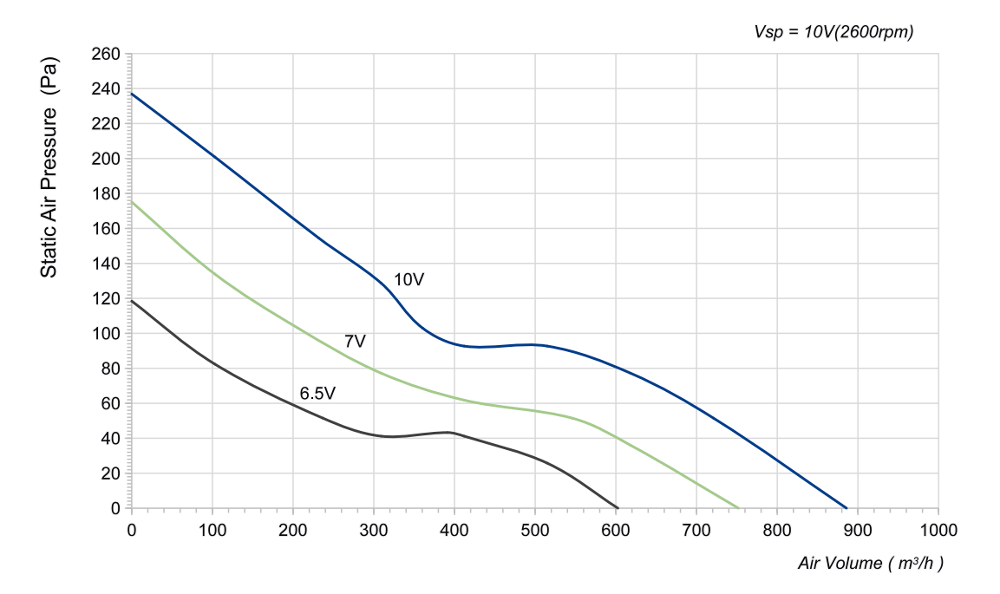 Vsp = 10V(2600rpm)
Static Air Pressure (Pa)
260
240
220
200
180
160
140
120
100
80
60
40
20
0
10V
7V
6.5V
0 100 200 300 400 500 600 700 800 900 1000
Air Volume ( m³/h )